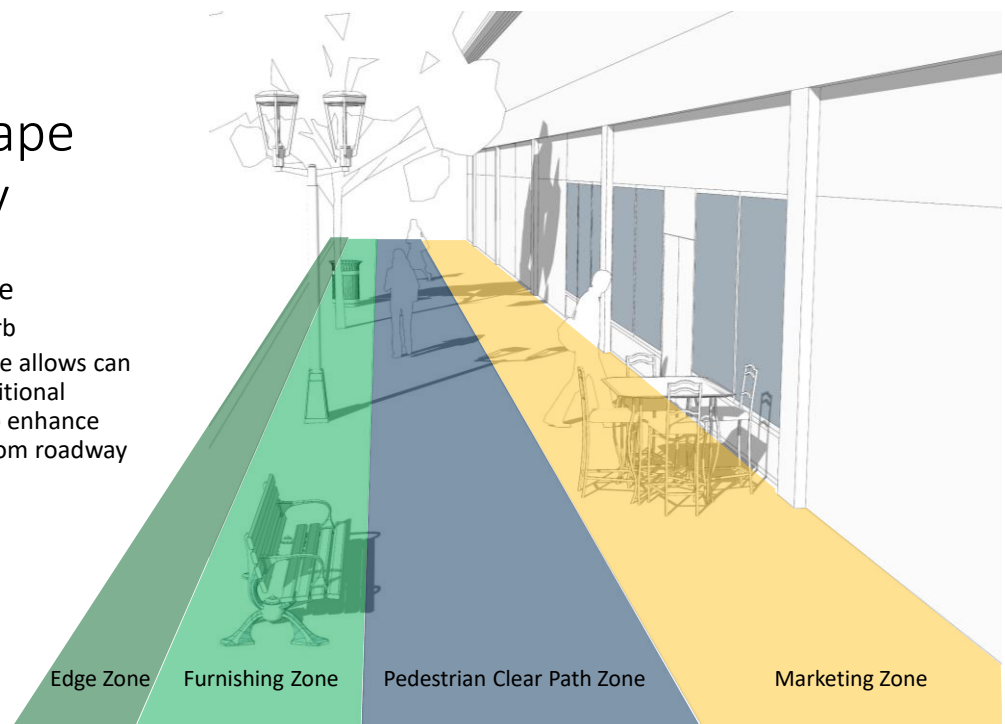 ape
y
e
rb
e allows can
itional
enhance
om roadway
Edge Zone Furnishing Zone Pedestrian Clear Path Zone Marketing Zone